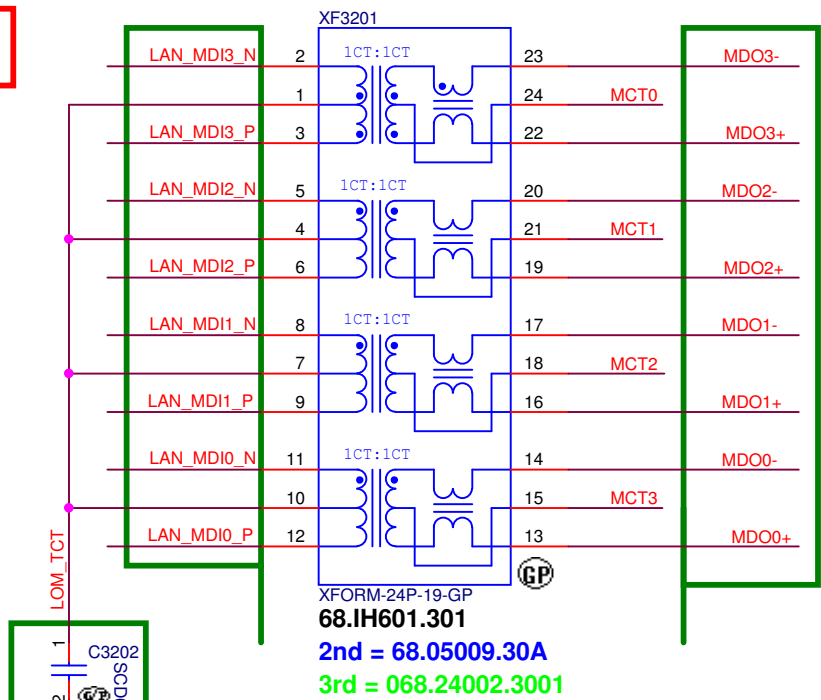 XF3201
LAN_MDI3_N 2 1CT:1CT 23 MDO3-
1 24 MCT0
LAN_MDI3_P 3 22 MDO3+
LAN_MDI2_N 5 1CT:1CT 20 MDO2-
4 21 MCT1
LAN_MDI2_P 6 19 MDO2+
LAN_MDI1_N 8 1CT:1CT 17 MDO1-
7 18 MCT2
LAN_MDI1_P 9 16 MDO1+
LAN_MDI0_N 11 1CT:1CT 14 MDO0-
10 15 MCT3
LAN_MDI0_P 12 13 MDO0+
LOM_TCT
GP
XFORM-24P-19-GP
68.IH601.301
2nd = 68.05009.30A
3rd = 068.24002.3001
1 C3202
2 GP